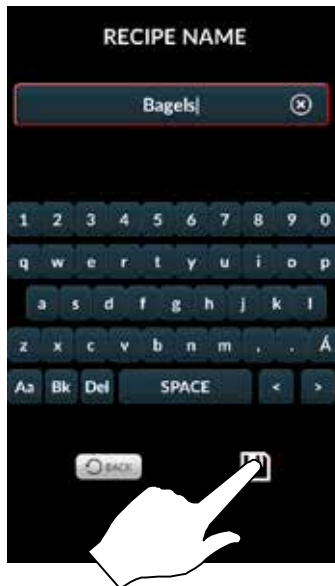 RECIPE NAME
Bagels
1 2 3 4 5 6 7 8 9 0
q w e r t y u i o p
a s d f g h j k l
z x c v b n m , . Á
Aa Bk Del SPACE < >
BACK